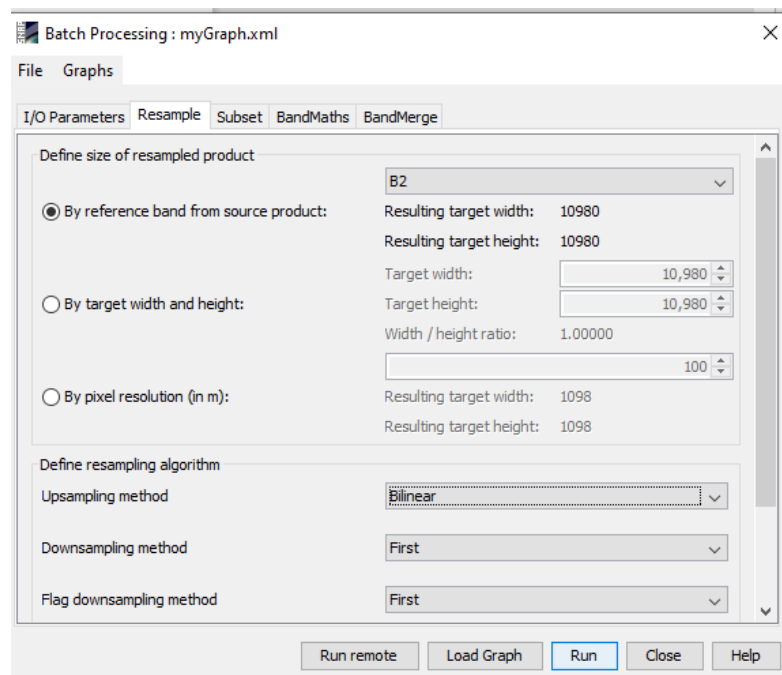 Batch Processing : myGraph.xml
File Graphs
I/O Parameters Resample Subset BandMaths BandMerge
Define size of resampled product
B2
By reference band from source product: Resulting target width: 10980
Resulting target height: 10980
Target width: 10,980
By target width and height: Target height: 10,980
Width / height ratio: 1.00000
100
By pixel resolution (in m): Resulting target width: 1098
Resulting target height: 1098
Define resampling algorithm
Upsampling method Bilinear
Downsampling method First
Flag downsampling method First
Run remote Load Graph Run Close Help